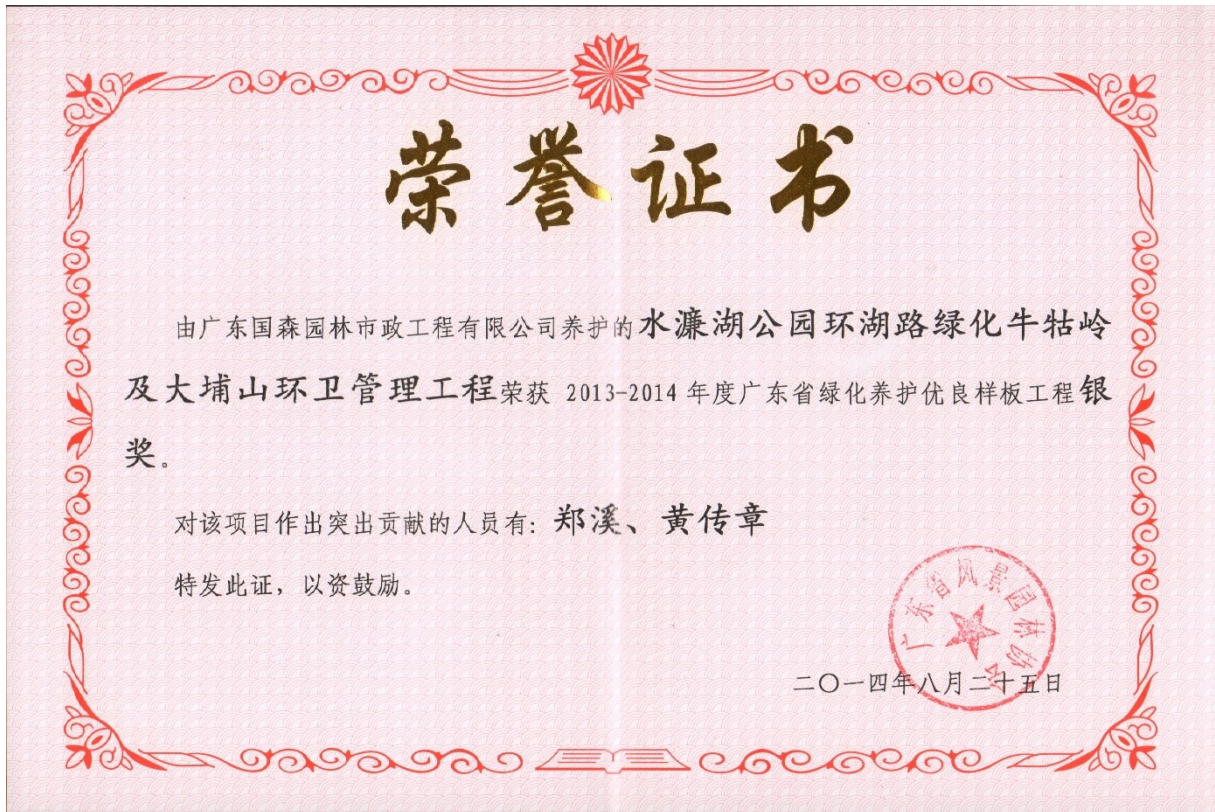 荣誉证书
由广东国森园林市政工程有限公司养护的水濂湖公园环湖路绿化牛牯岭
及大埔山环卫管理工程荣获 2013-2014 年度广东省绿化养护优良样板工程银
奖。
对该项目作出突出贡献的人员有：郑溪、黄传章
特发此证，以资鼓励。
广东省风景园林协会
二〇一四年八月二十五日